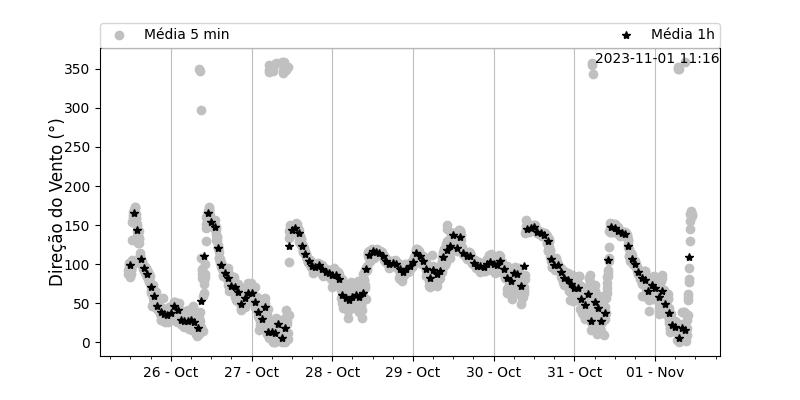 Média 5 min
Média 1h
2023-11-01 11:16
Direção do Vento (°)
350
300
250
200
150
100
50
0
26 - Oct
27 - Oct
28 - Oct
29 - Oct
30 - Oct
31 - Oct
01 - Nov